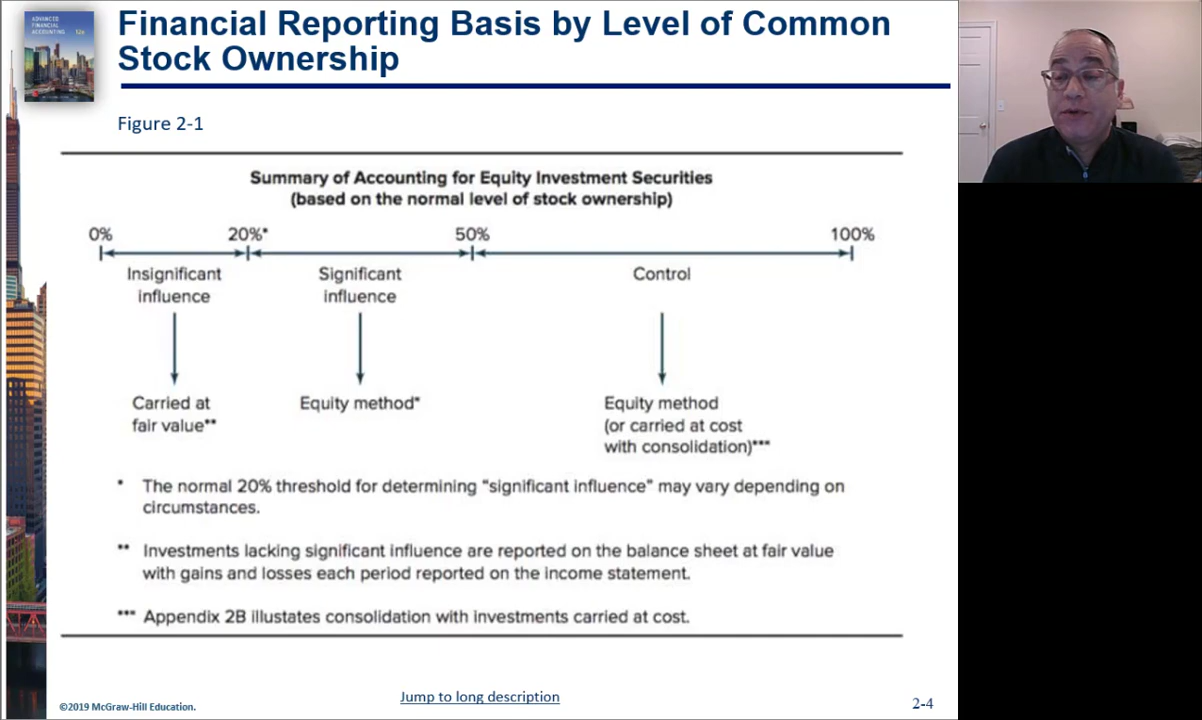 ADVANCED
FINANCIAL
ACCOUNTING 12e
Financial Reporting Basis by Level of Common
Stock Ownership
Figure 2-1
Summary of Accounting for Equity Investment Securities
(based on the normal level of stock ownership)
0% 20%* 50% 100%
Insignificant influence
Significant influence
Control
Carried at
fair value**
Equity method*
Equity method
(or carried at cost
with consolidation)***
* The normal 20% threshold for determining “significant influence” may vary depending on
circumstances.
** Investments lacking significant influence are reported on the balance sheet at fair value
with gains and losses each period reported on the income statement.
*** Appendix 2B illustates consolidation with investments carried at cost.
©2019 McGraw-Hill Education.
Jump to long description
2-4